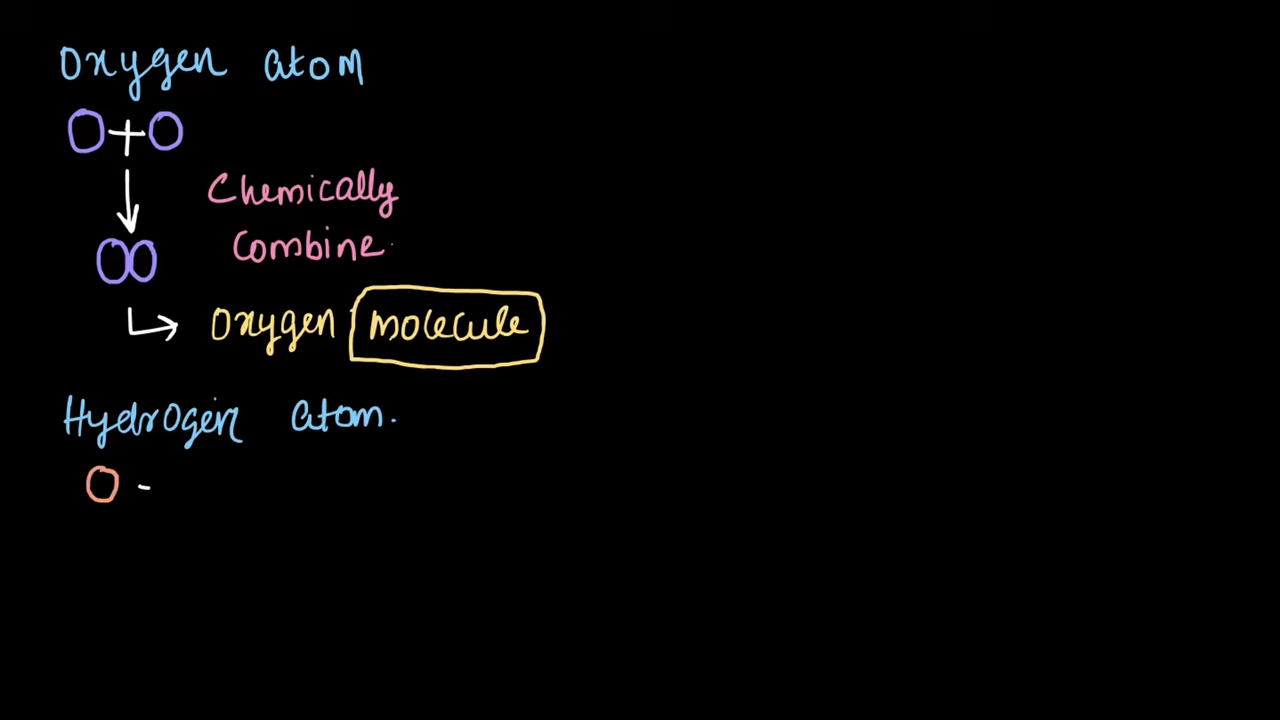 Oxygen atom
O+O
Chemically
Combine
OO
Oxygen molecule
Hydrogen atom.
O -